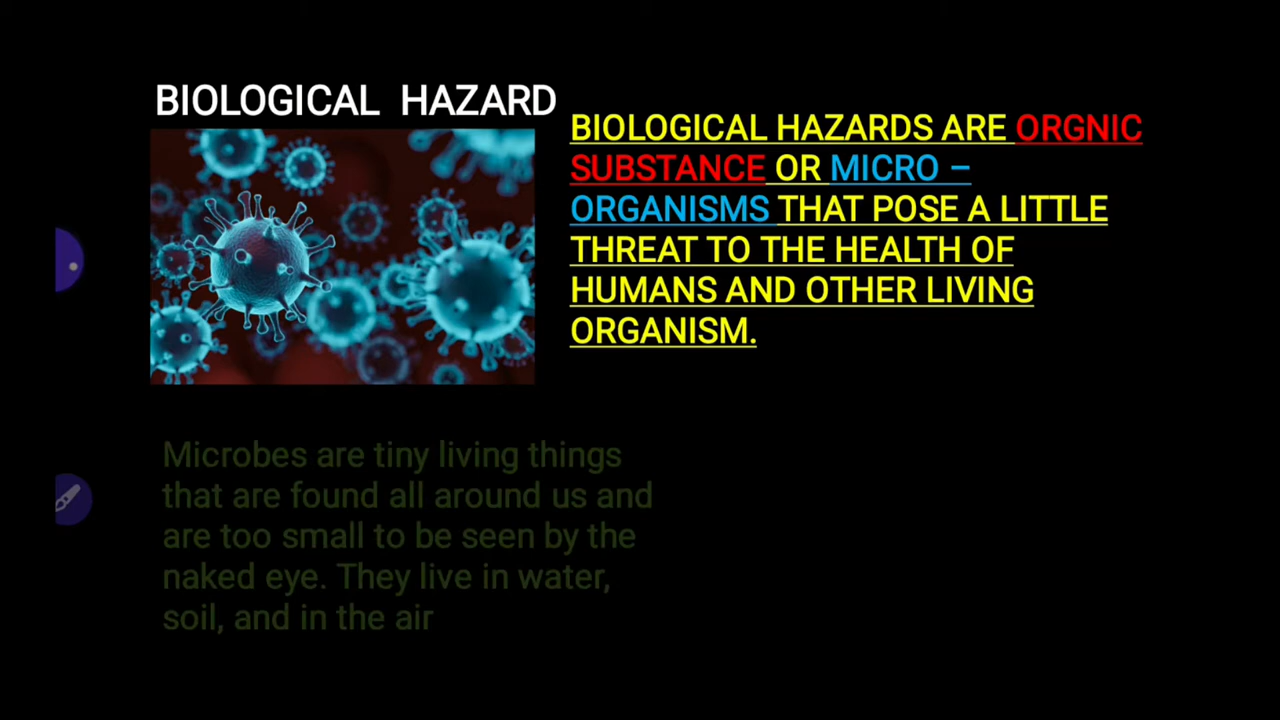 BIOLOGICAL HAZARD
BIOLOGICAL HAZARDS ARE ORGNIC
SUBSTANCE OR MICRO –
ORGANISMS THAT POSE A LITTLE
THREAT TO THE HEALTH OF
HUMANS AND OTHER LIVING
ORGANISM.
Microbes are tiny living things
that are found all around us and
are too small to be seen by the
naked eye. They live in water,
soil, and in the air